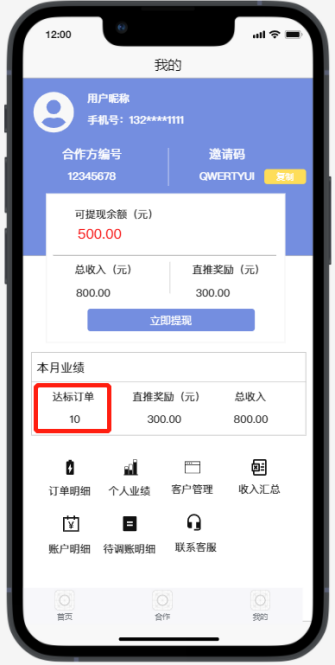 12:00
我的
用户昵称
手机号：132****1111
合作方编号 邀请码
12345678 QWERTYUI 复制
可提现余额（元）
500.00
总收入（元） 直推奖励（元）
800.00 300.00
立即提现
本月业绩
达标订单 直推奖励（元） 总收入
10 300.00 800.00
订单明细 个人业绩 客户管理 收入汇总
账户明细 待调账明细 联系客服
首页 合作 我的